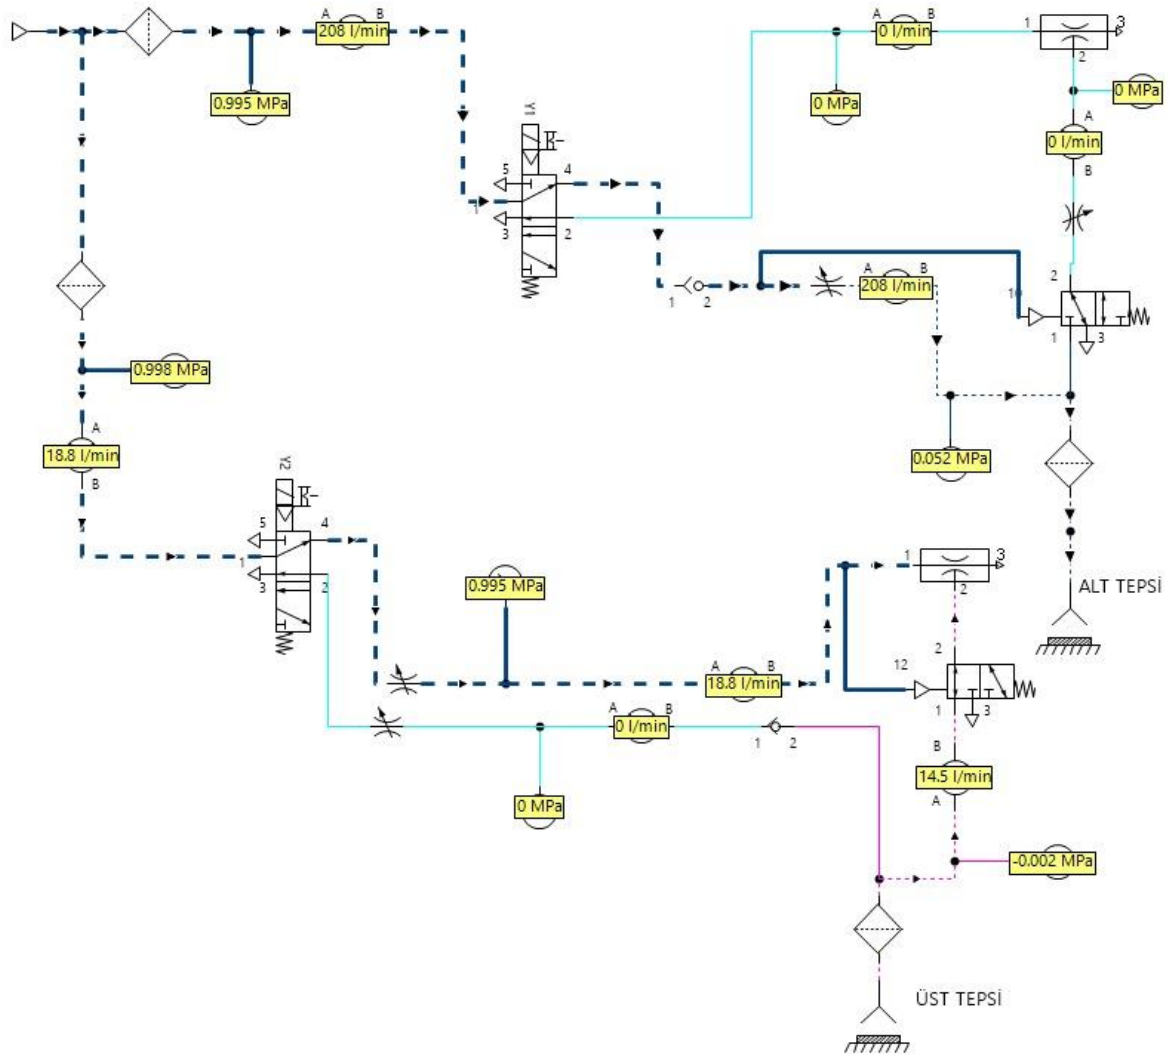 A B
208 l/min
0.995 MPa
A B
0 l/min
0 MPa
1 3
2
0 MPa
A
0 l/min
B
Y1
5 4
1
3 2
1 2
A B
208 l/min
2
1 3
0.998 MPa
A
18.8 l/min
B
0.052 MPa
Y2
5 4
1
3 2
0.995 MPa
1 3
2
ALT TEPSİ
A B
18.8 l/min
2
12
1 3
A B
0 l/min
1 2
0 MPa
B
14.5 l/min
A
-0.002 MPa
ÜST TEPSİ